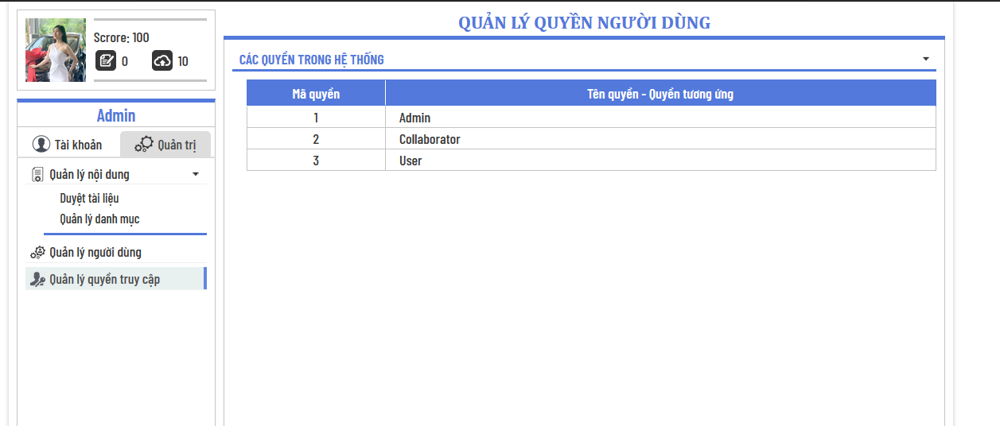 Scrore: 100
0 10
Admin
Tài khoản Quản trị
Quản lý nội dung
Duyệt tài liệu
Quản lý danh mục
Quản lý người dùng
Quản lý quyền truy cập
QUẢN LÝ QUYỀN NGƯỜI DÙNG
CÁC QUYỀN TRONG HỆ THỐNG
Mã quyền Tên quyền - Quyền tương ứng
1 Admin
2 Collaborator
3 User